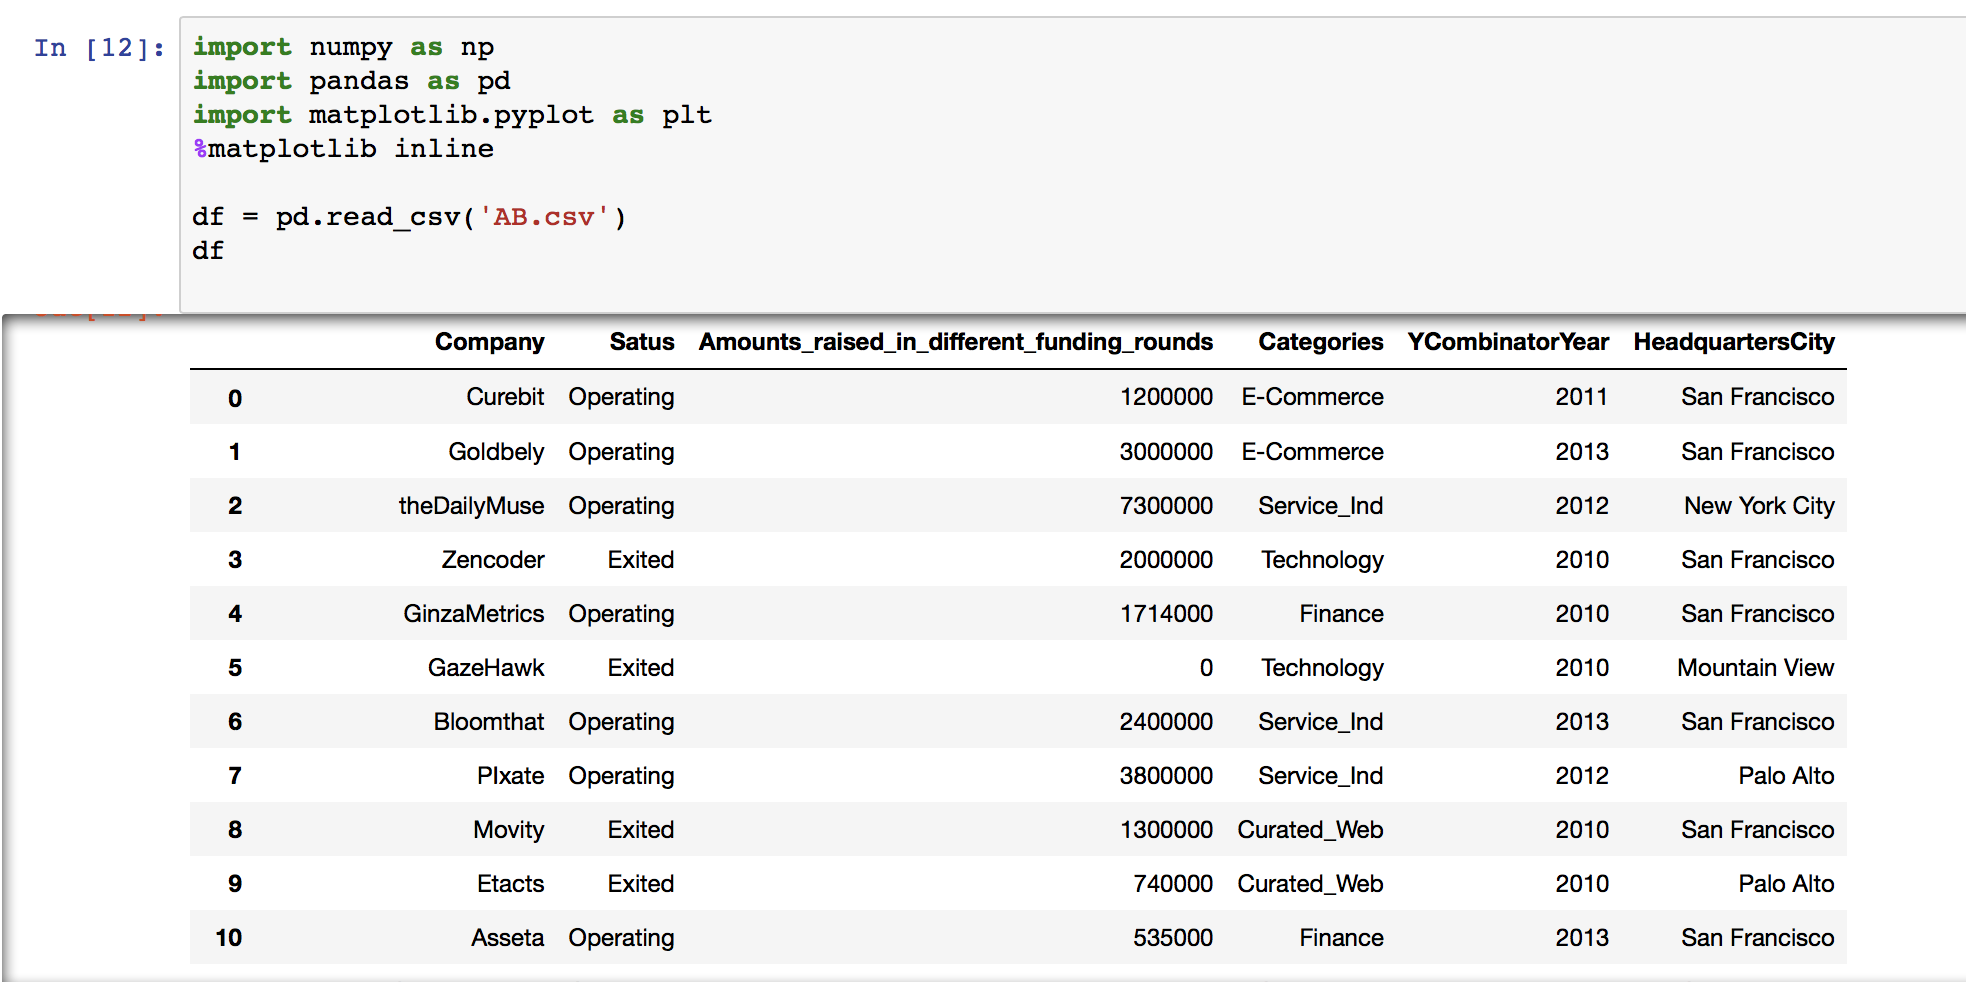 In [12]: import numpy as np
import pandas as pd
import matplotlib.pyplot as plt
%matplotlib inline
df = pd.read_csv('AB.csv')
df
Company Satus Amounts_raised_in_different_funding_rounds Categories YCombinatorYear HeadquartersCity
0 Curebit Operating 1200000 E-Commerce 2011 San Francisco
1 Goldbely Operating 3000000 E-Commerce 2013 San Francisco
2 theDailyMuse Operating 7300000 Service_Ind 2012 New York City
3 Zencoder Exited 2000000 Technology 2010 San Francisco
4 GinzaMetrics Operating 1714000 Finance 2010 San Francisco
5 GazeHawk Exited 0 Technology 2010 Mountain View
6 Bloomthat Operating 2400000 Service_Ind 2013 San Francisco
7 Plxate Operating 3800000 Service_Ind 2012 Palo Alto
8 Movity Exited 1300000 Curated_Web 2010 San Francisco
9 Etacts Exited 740000 Curated_Web 2010 Palo Alto
10 Asseta Operating 535000 Finance 2013 San Francisco